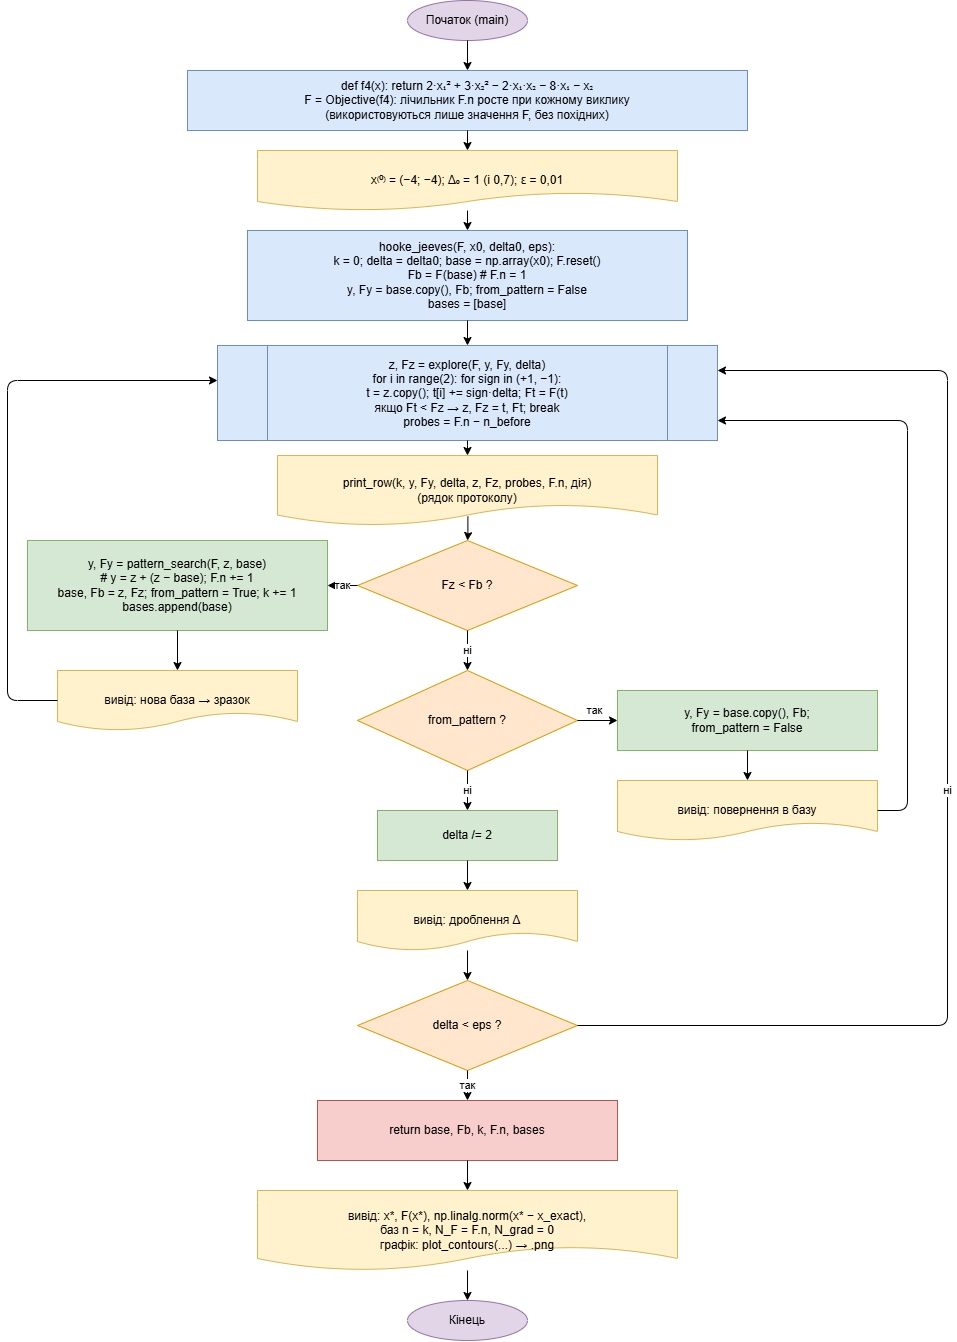 Початок (main)
def f4(x): return 2·x₁² + 3·x₂² − 2·x₁·x₂ − 8·x₁ − x₂
F = Objective(f4): лічильник F.n росте при кожному виклику
(використовуються лише значення F, без похідних)
x⁽⁰⁾ = (−4; −4); Δ₀ = 1 (і 0,7); ε = 0,01
hooke_jeeves(F, x0, delta0, eps):
k = 0; delta = delta0; base = np.array(x0); F.reset()
Fb = F(base) # F.n = 1
y, Fy = base.copy(), Fb; from_pattern = False
bases = [base]
z, Fz = explore(F, y, Fy, delta)
for i in range(2): for sign in (+1, −1):
t = z.copy(); t[i] += sign·delta; Ft = F(t)
якщо Ft < Fz → z, Fz = t, Ft; break
probes = F.n − n_before
print_row(k, y, Fy, delta, z, Fz, probes, F.n, дія)
(рядок протоколу)
y, Fy = pattern_search(F, z, base)
# y = z + (z − base); F.n += 1
base, Fb = z, Fz; from_pattern = True; k += 1
bases.append(base)
так
Fz < Fb ?
ні
вивід: нова база → зразок
from_pattern ?
так
y, Fy = base.copy(), Fb;
from_pattern = False
ні
ні
вивід: повернення в базу
delta /= 2
вивід: дроблення Δ
delta < eps ?
так
return base, Fb, k, F.n, bases
вивід: x*, F(x*), np.linalg.norm(x* − x_exact),
баз n = k, N_F = F.n, N_grad = 0
графік: plot_contours(...) → .png
Кінець